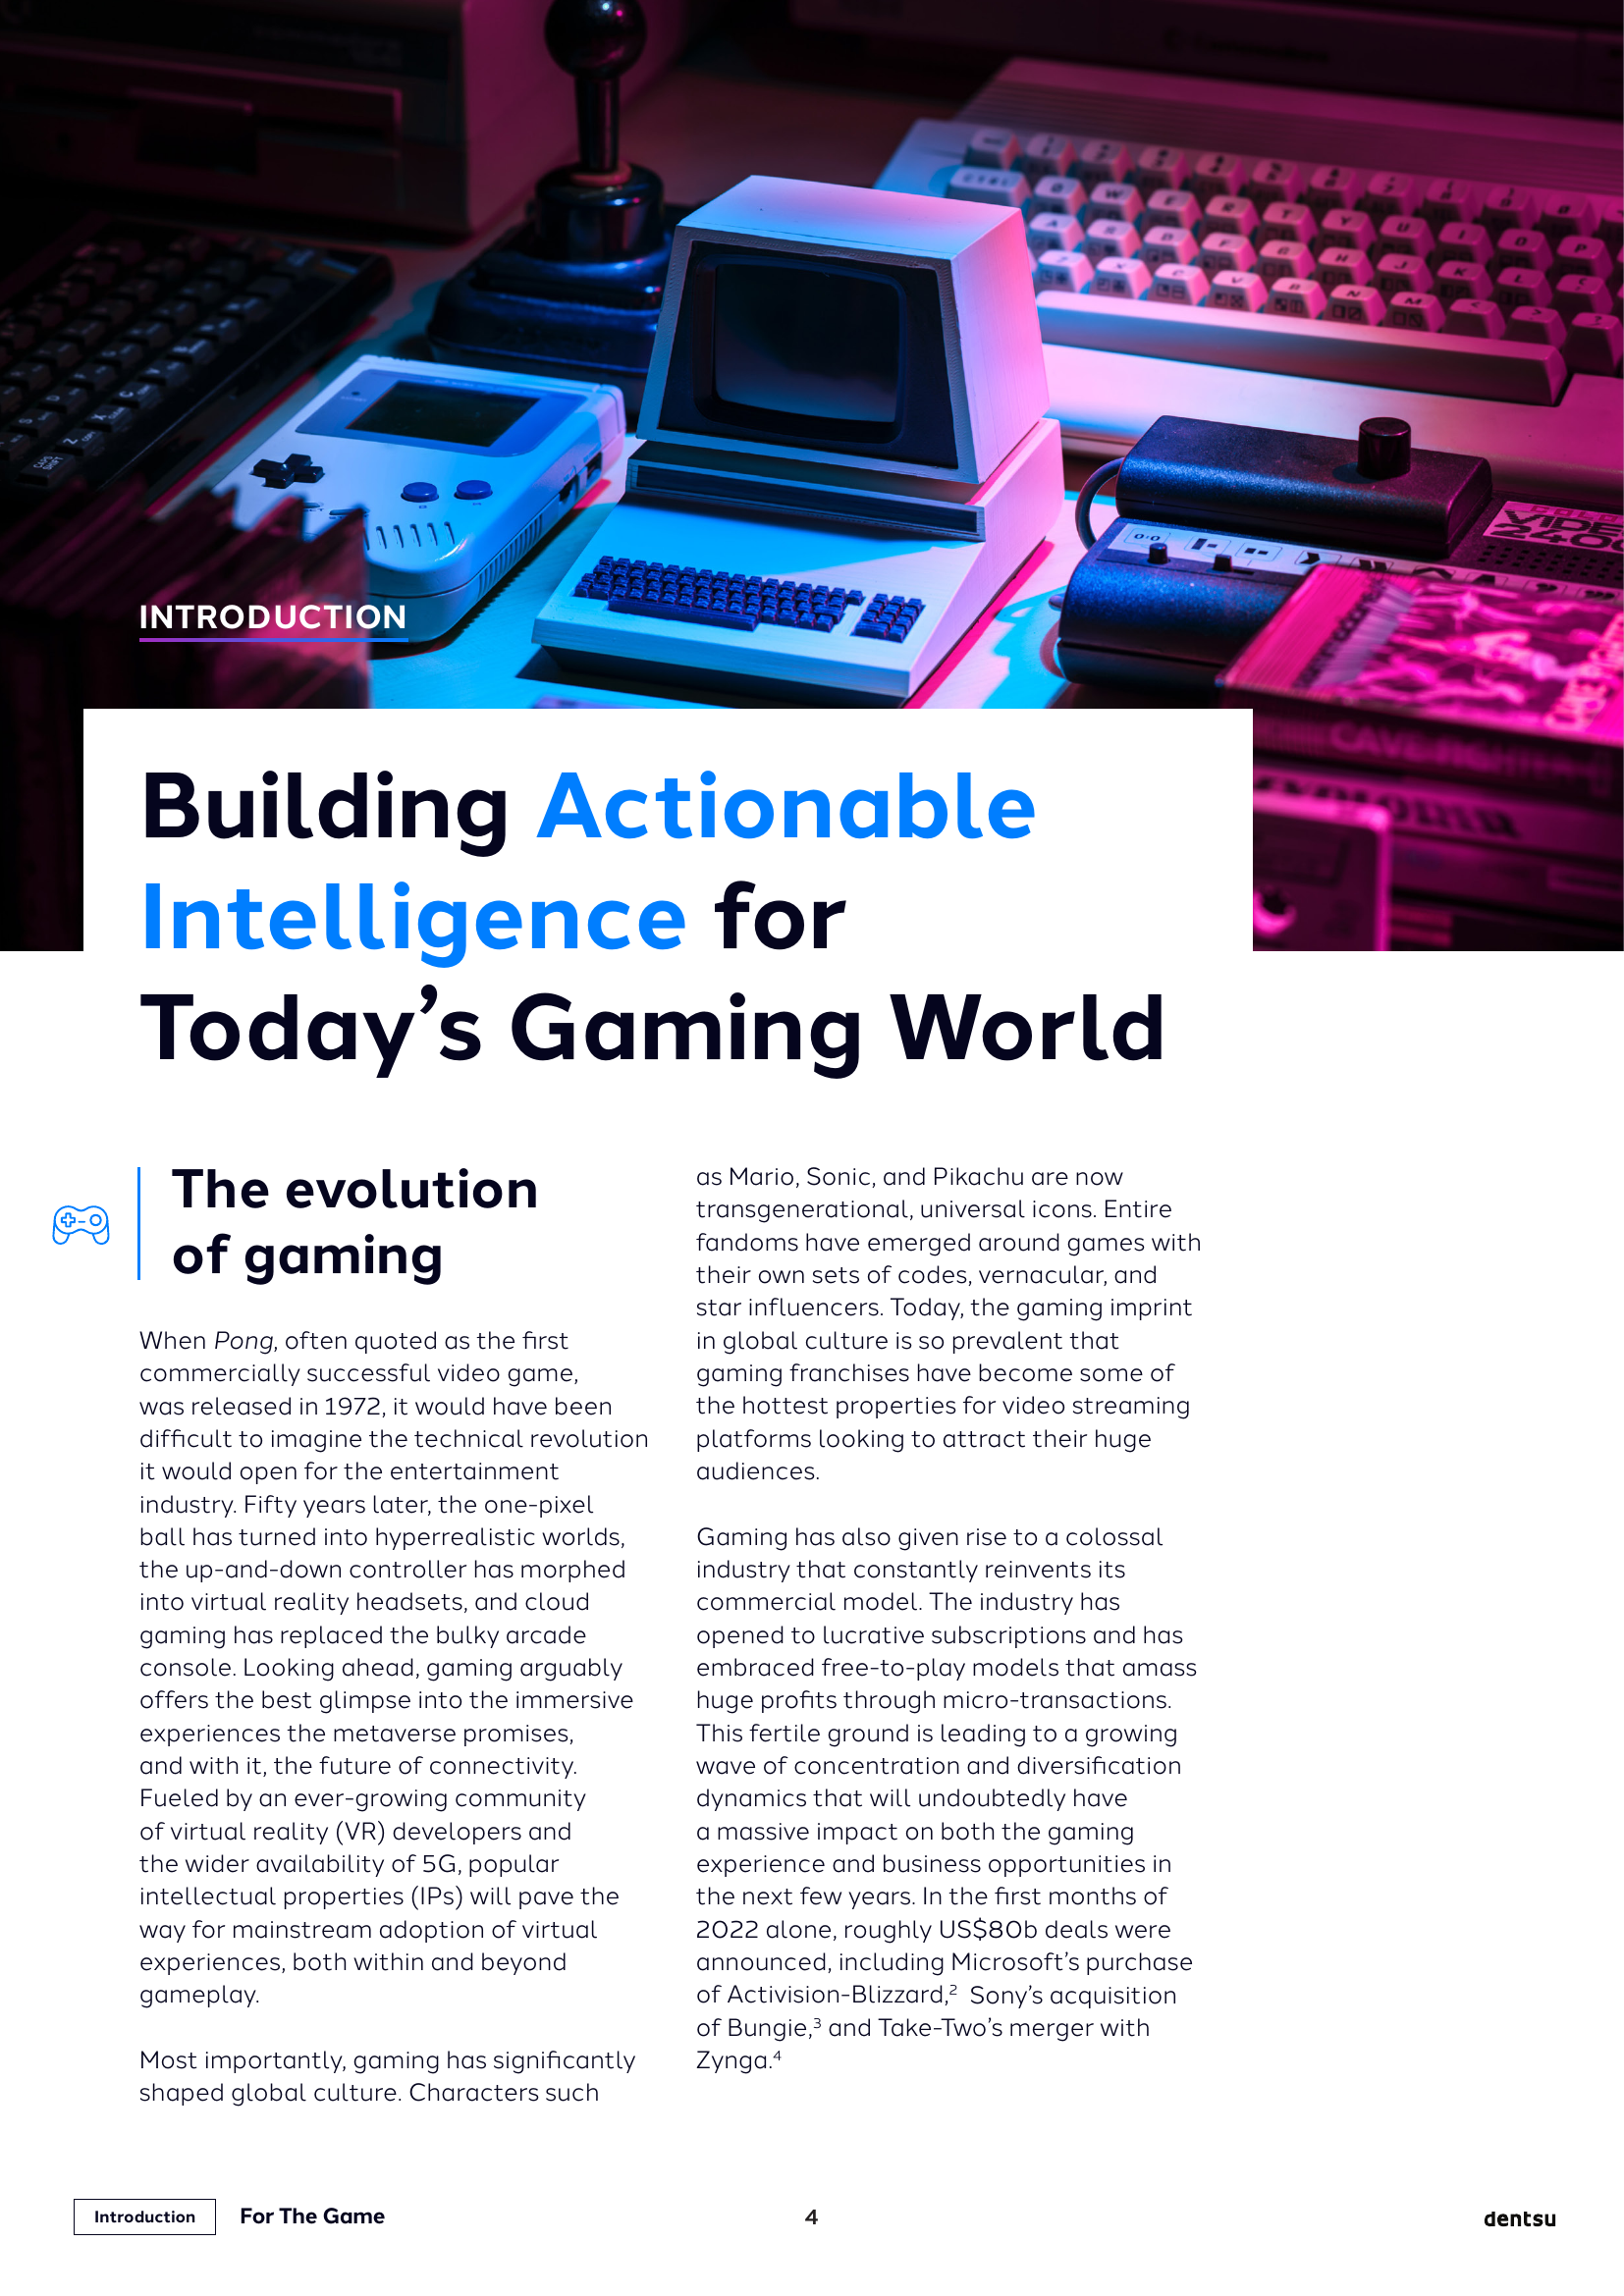 INTRODUCTION
Building Actionable
Intelligence for
Today’s Gaming World
The evolution
of gaming
When Pong, often quoted as the first
commercially successful video game,
was released in 1972, it would have been
difficult to imagine the technical revolution
it would open for the entertainment
industry. Fifty years later, the one-pixel
ball has turned into hyperrealistic worlds,
the up-and-down controller has morphed
into virtual reality headsets, and cloud
gaming has replaced the bulky arcade
console. Looking ahead, gaming arguably
offers the best glimpse into the immersive
experiences the metaverse promises,
and with it, the future of connectivity.
Fueled by an ever-growing community
of virtual reality (VR) developers and
the wider availability of 5G, popular
intellectual properties (IPs) will pave the
way for mainstream adoption of virtual
experiences, both within and beyond
gameplay.
Most importantly, gaming has significantly
shaped global culture. Characters such
as Mario, Sonic, and Pikachu are now
transgenerational, universal icons. Entire
fandoms have emerged around games with
their own sets of codes, vernacular, and
star influencers. Today, the gaming imprint
in global culture is so prevalent that
gaming franchises have become some of
the hottest properties for video streaming
platforms looking to attract their huge
audiences.
Gaming has also given rise to a colossal
industry that constantly reinvents its
commercial model. The industry has
opened to lucrative subscriptions and has
embraced free-to-play models that amass
huge profits through micro-transactions.
This fertile ground is leading to a growing
wave of concentration and diversification
dynamics that will undoubtedly have
a massive impact on both the gaming
experience and business opportunities in
the next few years. In the first months of
2022 alone, roughly US$80b deals were
announced, including Microsoft’s purchase
of Activision-Blizzard,² Sony’s acquisition
of Bungie,³ and Take-Two’s merger with
Zynga.⁴
Introduction For The Game 4 dentsu